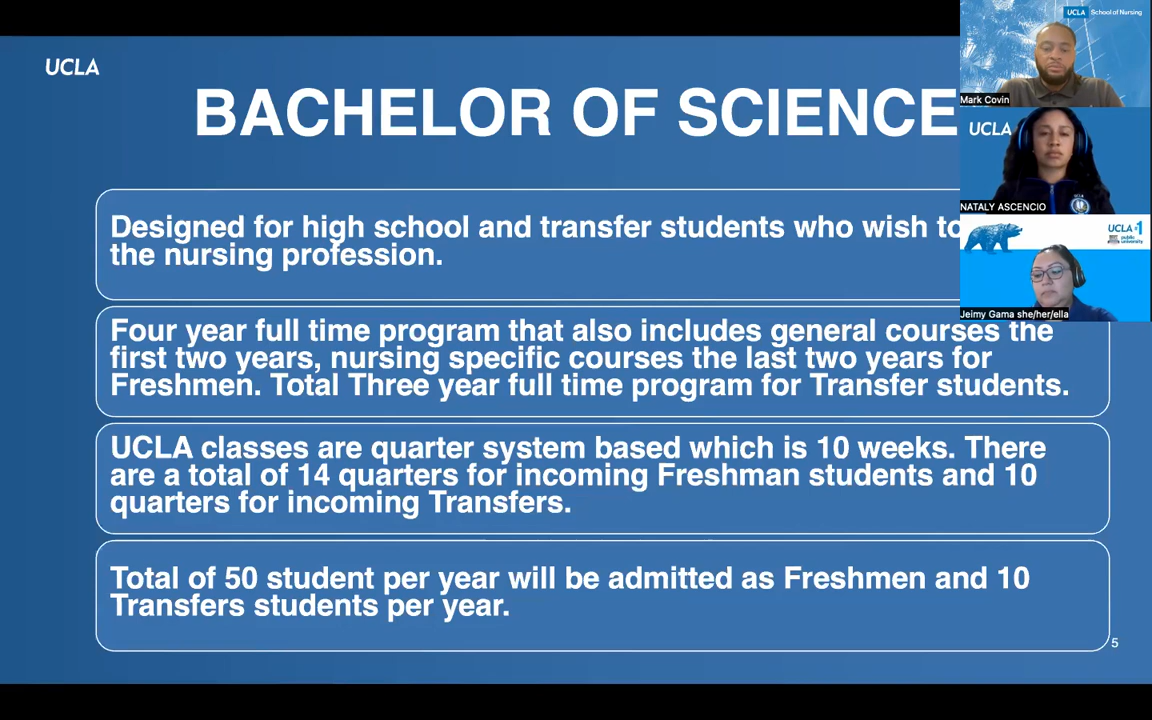 UCLA
BACHELOR OF SCIENCE
Designed for high school and transfer students who wish to
the nursing profession.
Four year full time program that also includes general courses the
first two years, nursing specific courses the last two years for
Freshmen. Total Three year full time program for Transfer students.
UCLA classes are quarter system based which is 10 weeks. There
are a total of 14 quarters for incoming Freshman students and 10
quarters for incoming Transfers.
Total of 50 student per year will be admitted as Freshmen and 10
Transfers students per year.
5
UCLA School of Nursing
Mark Covin
UCLA
NATALY ASCENCIO
UCLA #1
public
university
Jeimy Gama she/her/ella